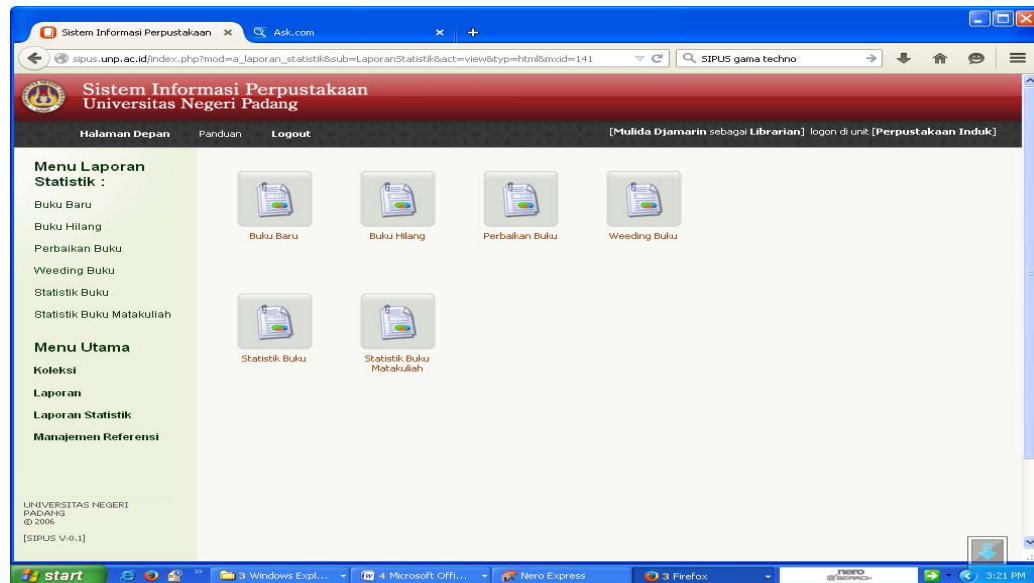 Sistem Informasi Perpustakaan
Ask.com
sipus.unp.ac.id/index.php?mod=a_laporan_statistik&sub=LaporanStatistik&act=view&typ=html&mxid=141
SIPUS gama techno
Sistem Informasi Perpustakaan
Universitas Negeri Padang
Halaman Depan Panduan Logout
[Mulida Djamarin sebagai Librarian] logon di unit [Perpustakaan Induk]
Menu Laporan
Statistik :
Buku Baru
Buku Hilang
Perbaikan Buku
Weeding Buku
Statistik Buku
Statistik Buku Matakuliah
Menu Utama
Koleksi
Laporan
Laporan Statistik
Manajemen Referensi
UNIVERSITAS NEGERI
PADANG
© 2006
[SIPUS V-0.1]
Buku Baru Buku Hilang Perbaikan Buku Weeding Buku
Statistik Buku Statistik Buku
Matakuliah
start 3 Windows Expl... 4 Microsoft Offi... Nero Express 3 Firefox nero SEARCH 3:21 PM